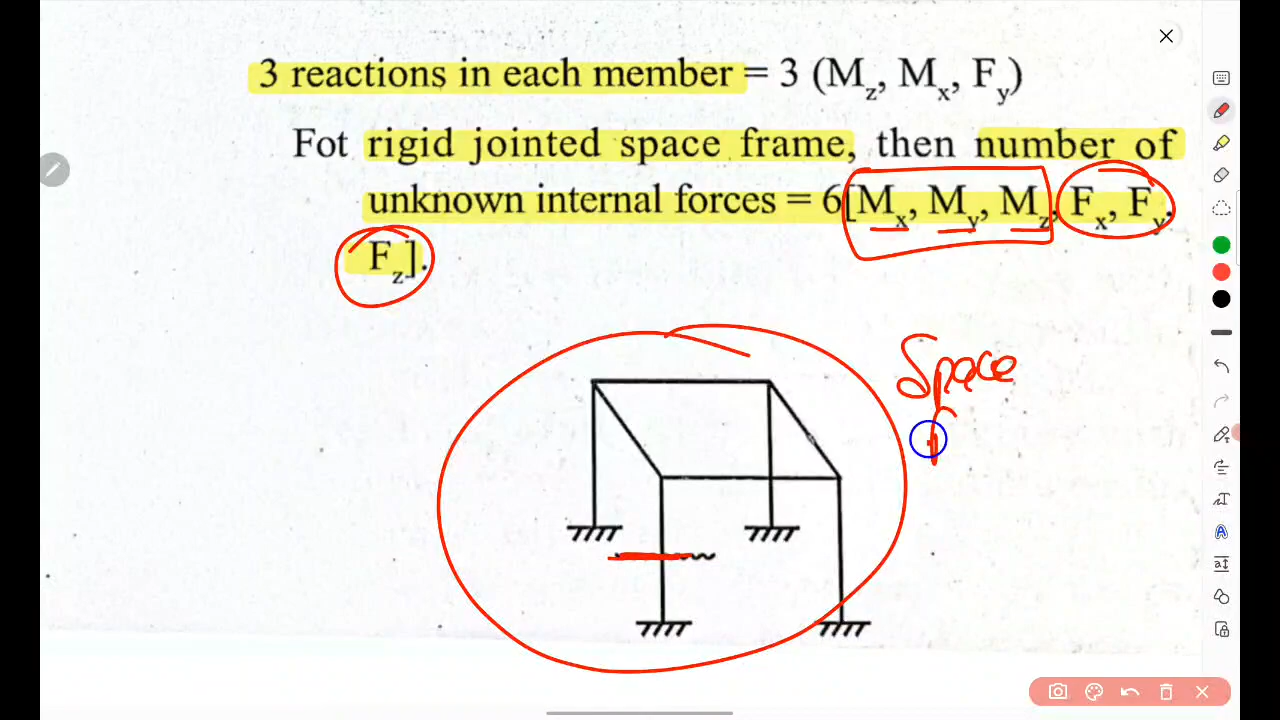 3 reactions in each member = 3 (Mz, Mx, Fy)
Fot rigid jointed space frame, then number of
unknown internal forces = 6[Mx, My, Mz, Fx, Fy,
Fz].
Space
F